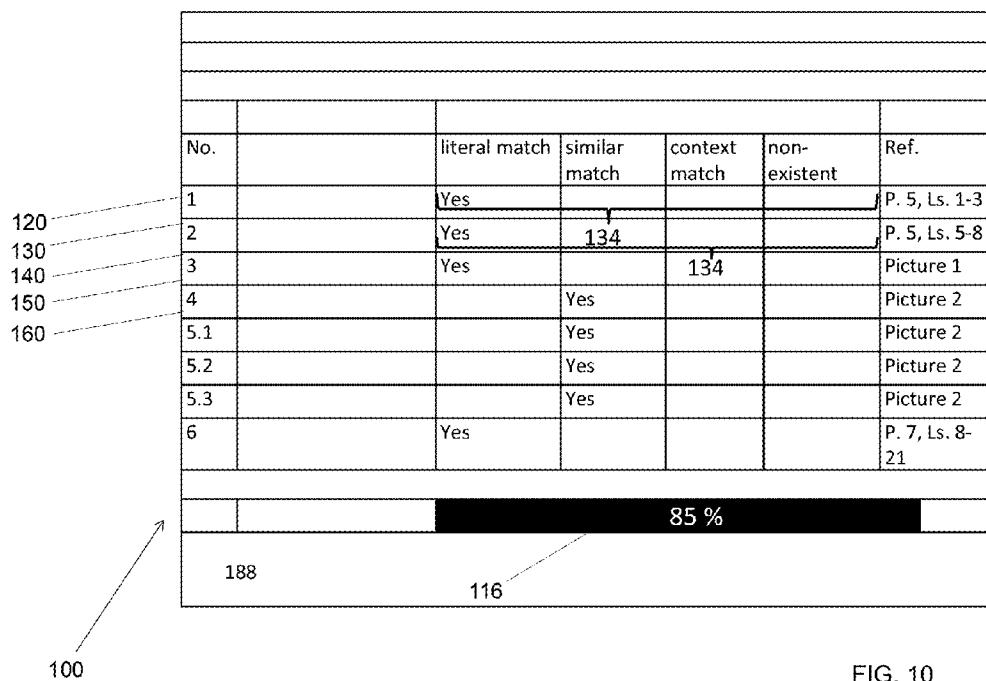 No. literal match similar match context match non-existent Ref.
120 1 Yes P. 5, Ls. 1-3
130 2 Yes 134 P. 5, Ls. 5-8
140 3 Yes 134 Picture 1
150 4 Yes Picture 2
160 5.1 Yes Picture 2
5.2 Yes Picture 2
5.3 Yes Picture 2
6 Yes P. 7, Ls. 8-
21
85 %
188
116
100
FIG. 10